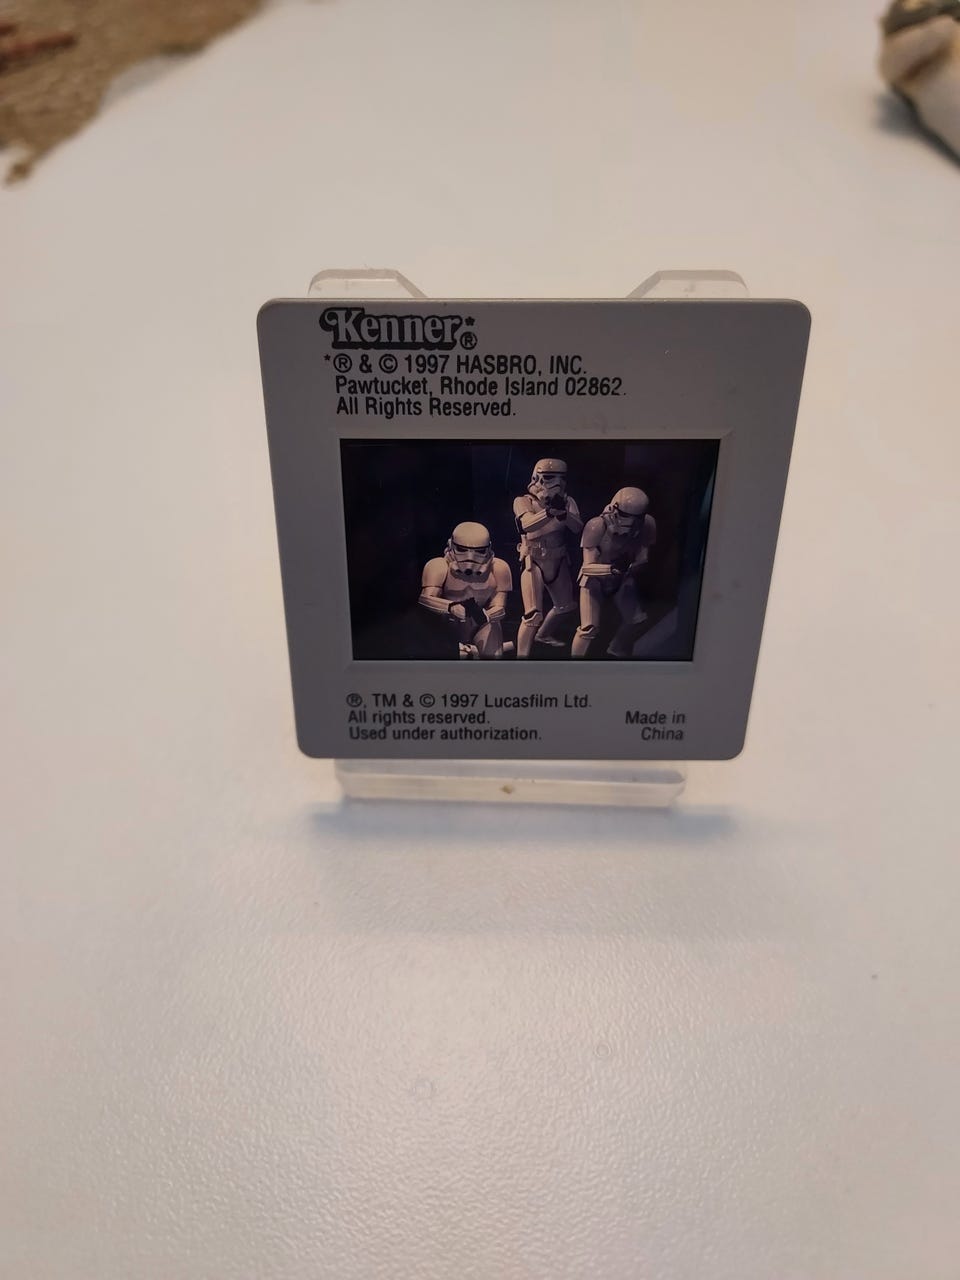 Kenner*®
*® & © 1997 HASBRO, INC.
Pawtucket, Rhode Island 02862.
All Rights Reserved.
®, TM & © 1997 Lucasfilm Ltd.
All rights reserved.
Used under authorization.
Made in
China